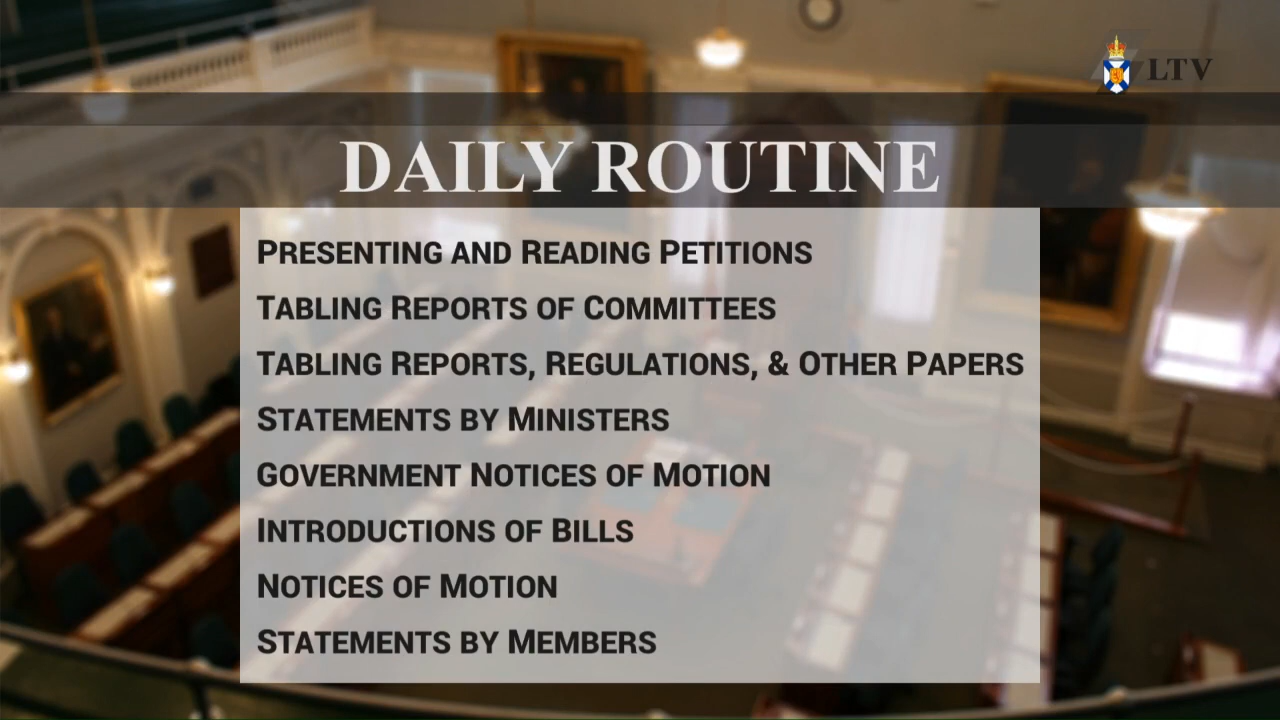 LTV
DAILY ROUTINE
PRESENTING AND READING PETITIONS
TABLING REPORTS OF COMMITTEES
TABLING REPORTS, REGULATIONS, & OTHER PAPERS
STATEMENTS BY MINISTERS
GOVERNMENT NOTICES OF MOTION
INTRODUCTIONS OF BILLS
NOTICES OF MOTION
STATEMENTS BY MEMBERS